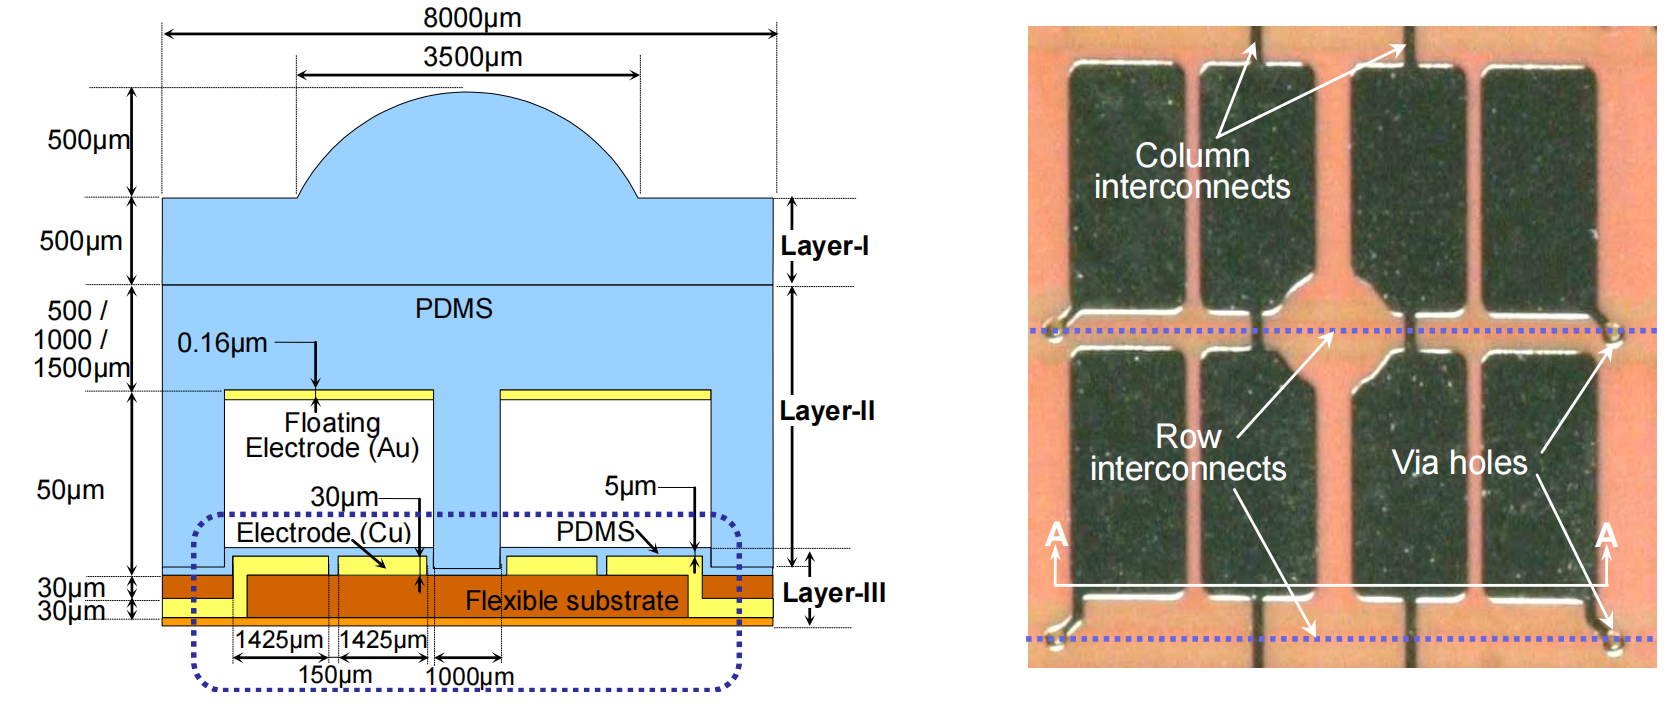 8000µm
3500µm
500µm
500µm
Layer-I
500 /
1000 /
1500µm
PDMS
0.16µm
Floating
Electrode (Au)
Layer-II
50µm
30µm
5µm
Electrode (Cu)
PDMS
30µm
30µm
Flexible substrate
Layer-III
1425µm
1425µm
150µm
1000µm
Column
interconnects
Row
interconnects
Via holes
A
A